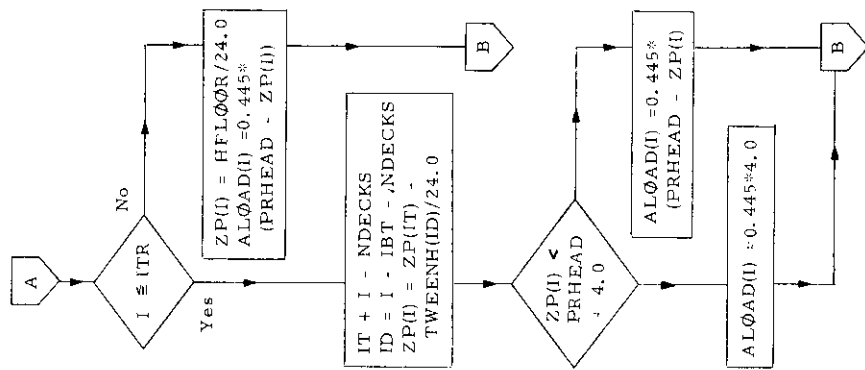 A
I ≦ ITR
No
Yes
ZP(I) = HFLØØR/24.0
ALØAD(I) =0.445*
(PRHEAD - ZP(I))
B
IT + I - NDECKS
ID = I - IBT - NDECKS
ZP(I) = ZP(IT) -
TWEENH(ID)/24.0
ZP(I) <
PRHEAD
- 4.0
ALØAD(I) =0.445*
(PRHEAD - ZP(I)
ALØAD(I) =0.445*4.0
B